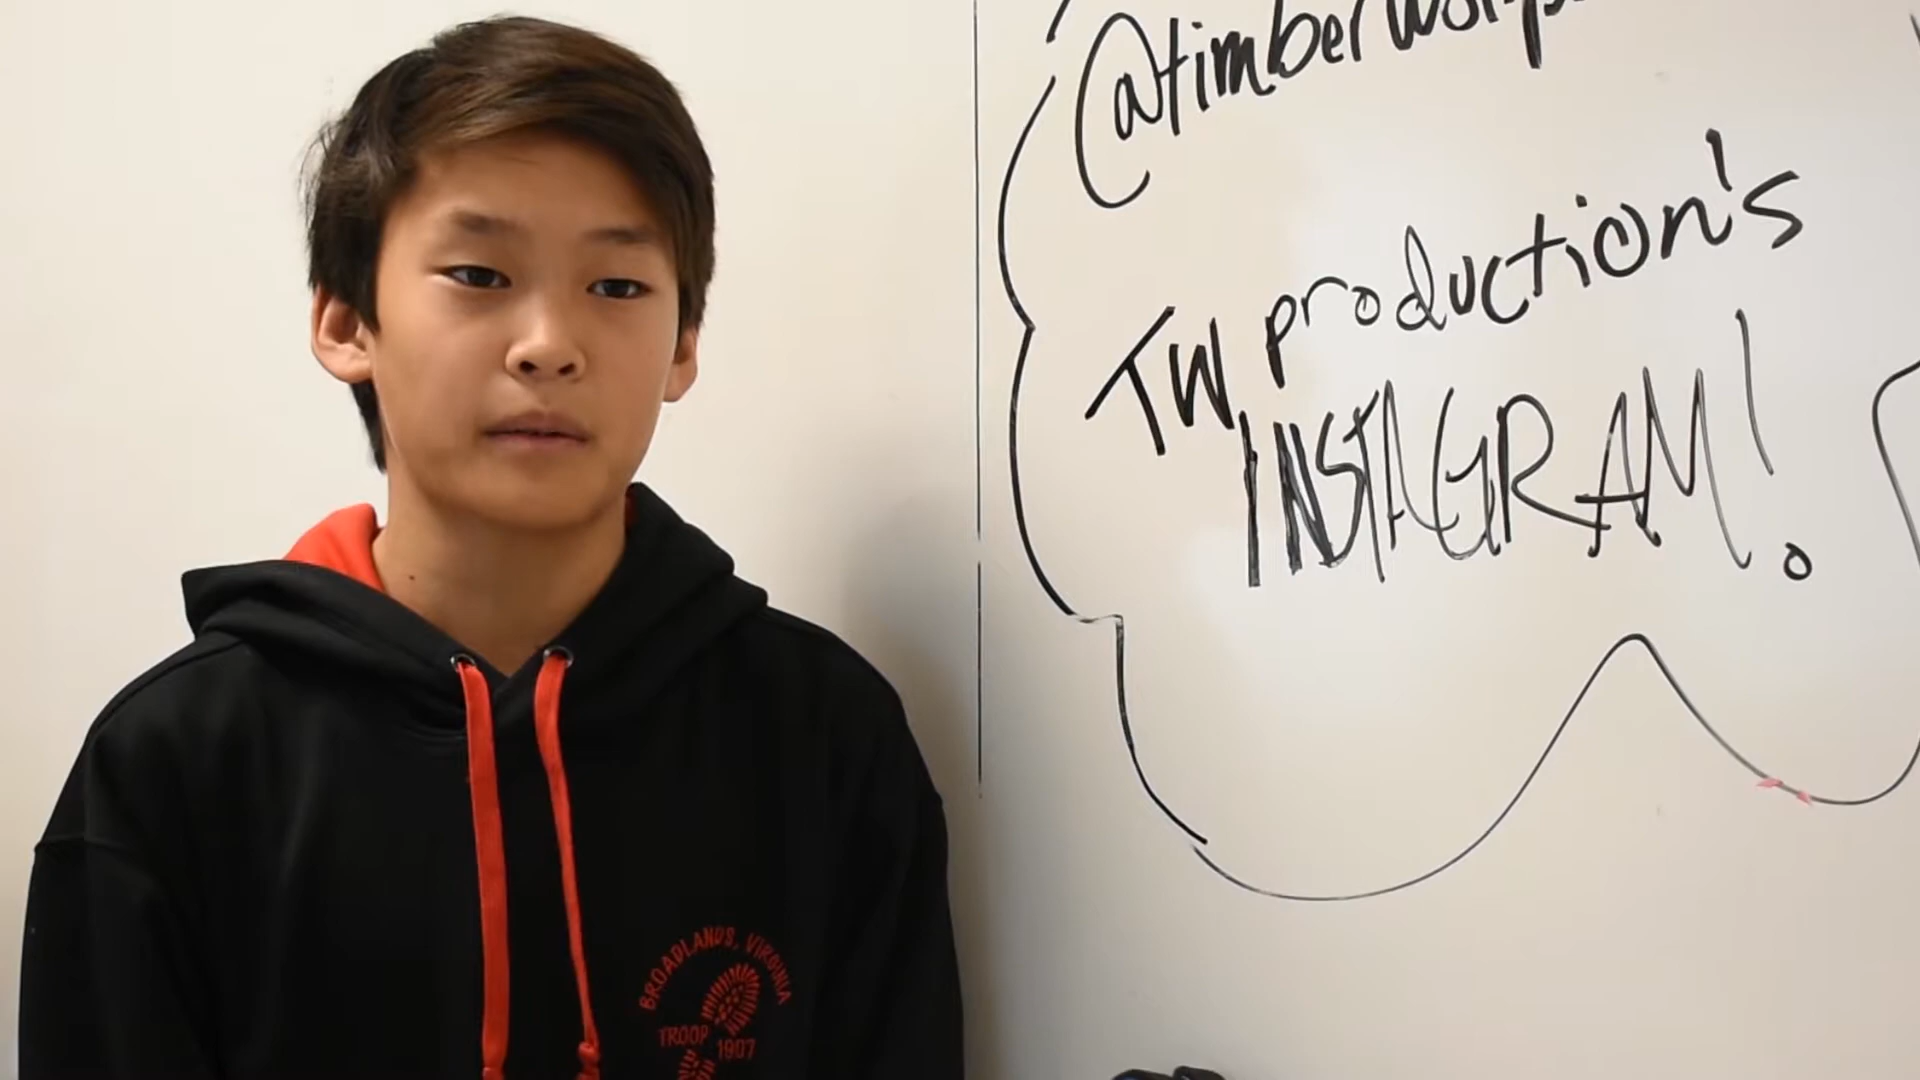 TW production's
INSTAGRAM!
BROADLANDS, VIRGINIA
TROOP 1907